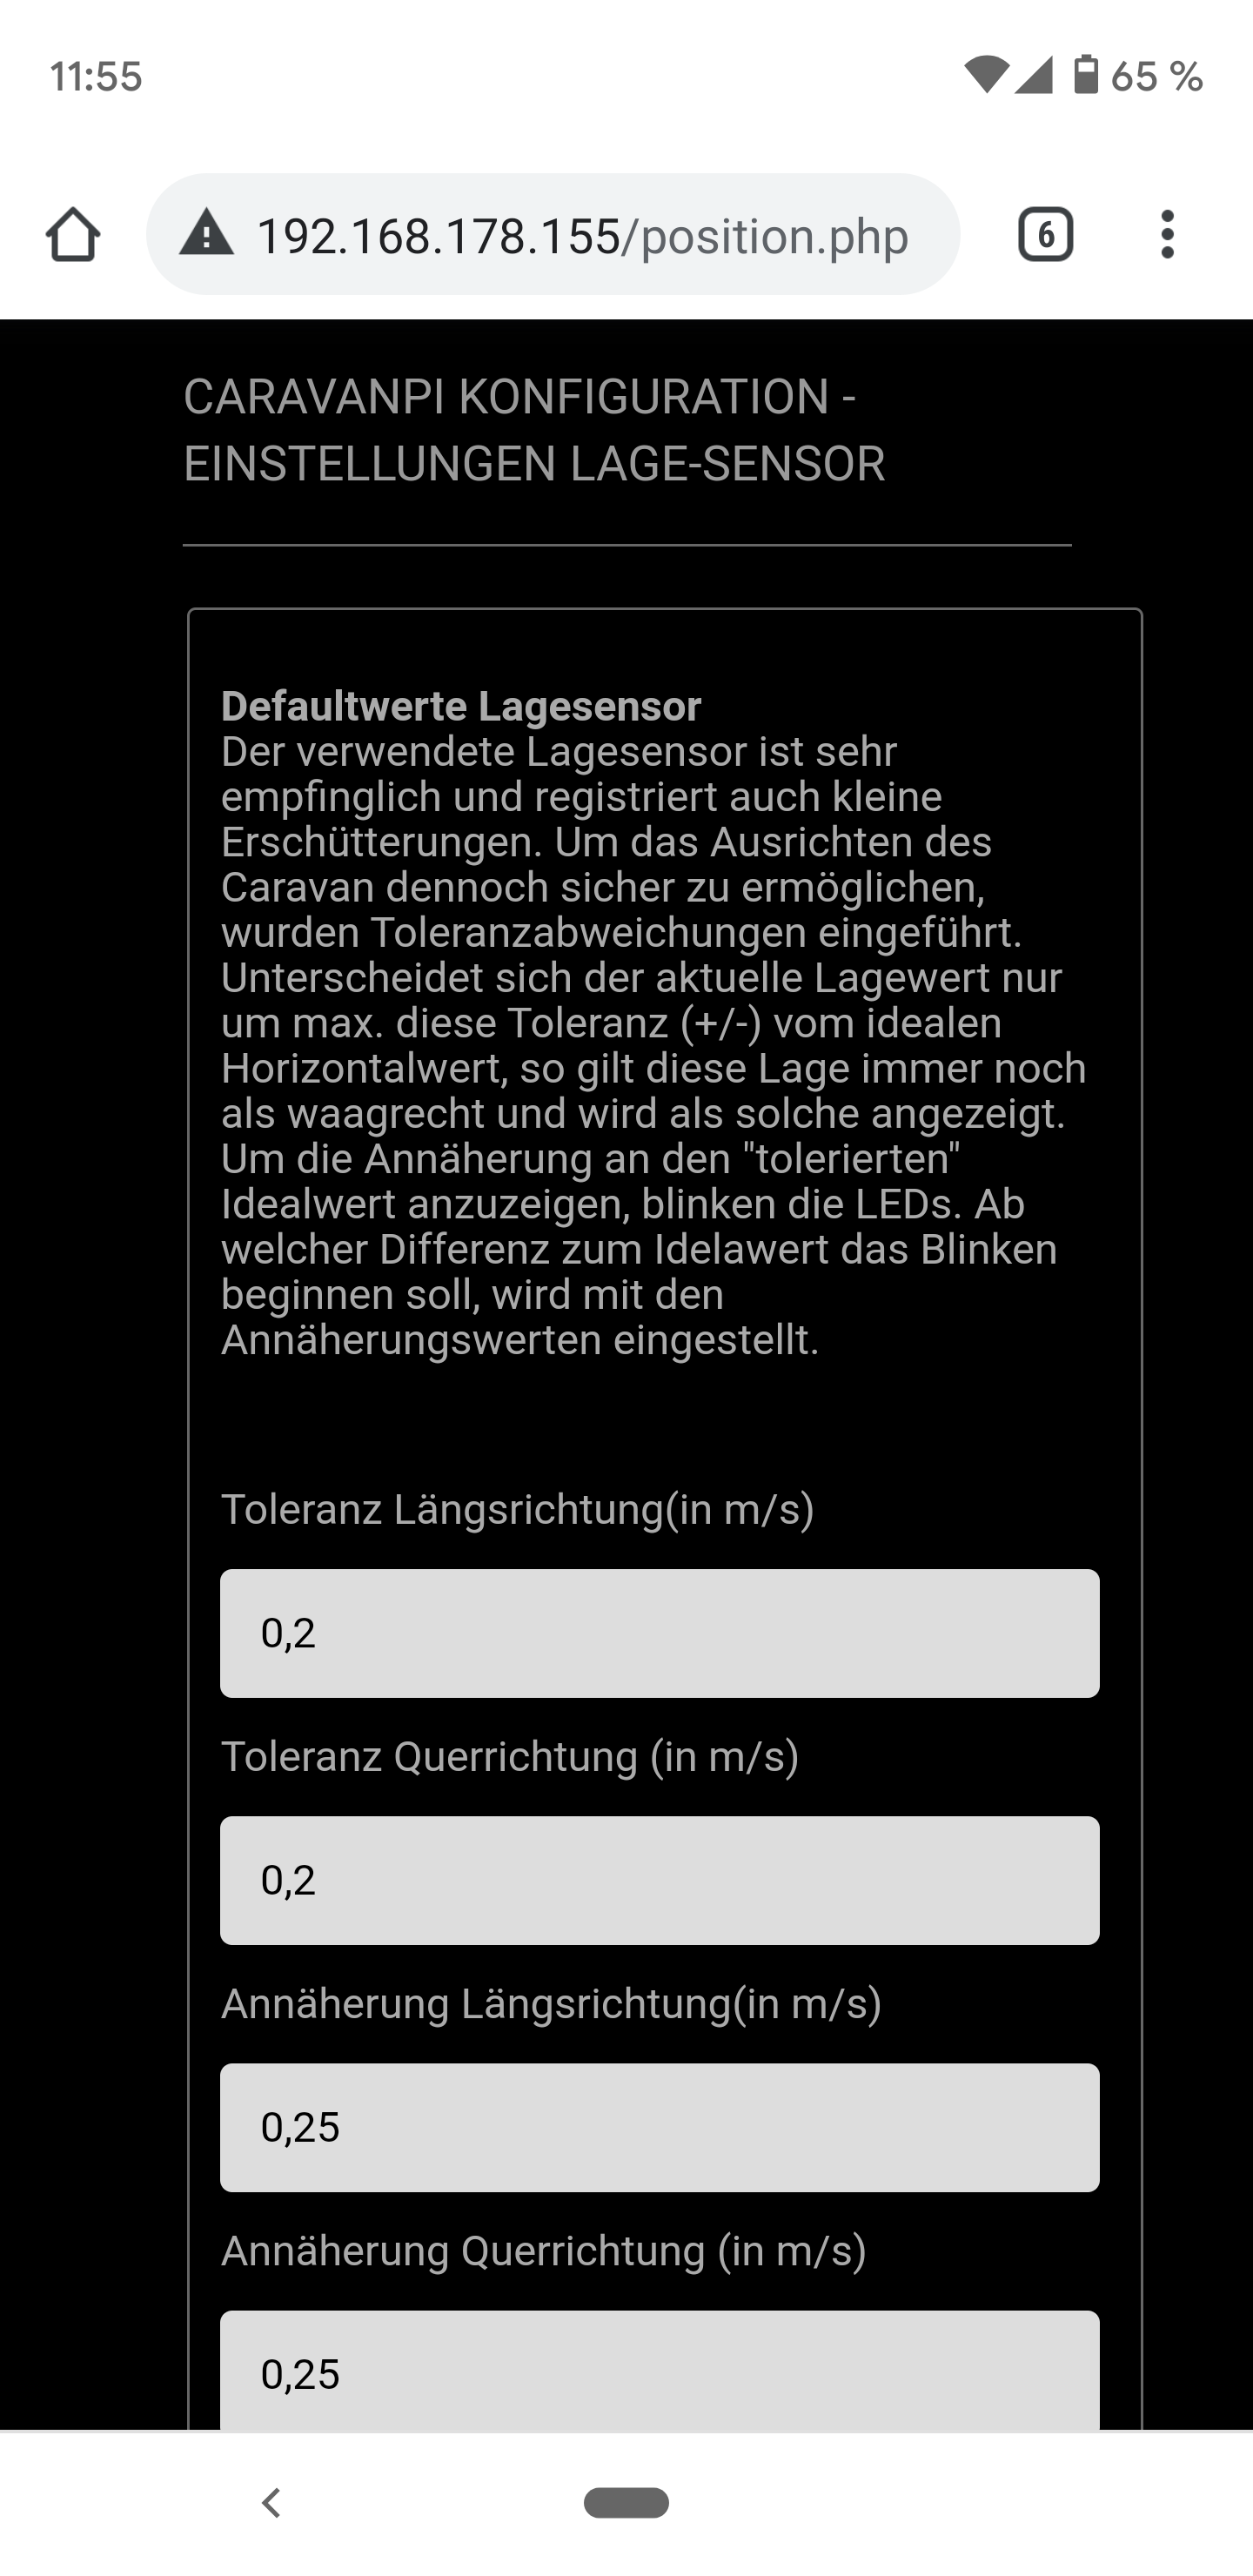 11:55
65 %
192.168.178.155/position.php
6
CARAVANPI KONFIGURATION -
EINSTELLUNGEN LAGE-SENSOR
Defaultwerte Lagesensor
Der verwendete Lagesensor ist sehr
empfinglich und registriert auch kleine
Erschütterungen. Um das Ausrichten des
Caravan dennoch sicher zu ermöglichen,
wurden Toleranzabweichungen eingeführt.
Unterscheidet sich der aktuelle Lagewert nur
um max. diese Toleranz (+/-) vom idealen
Horizontalwert, so gilt diese Lage immer noch
als waagrecht und wird als solche angezeigt.
Um die Annäherung an den "tolerierten"
Idealwert anzuzeigen, blinken die LEDs. Ab
welcher Differenz zum Idelawert das Blinken
beginnen soll, wird mit den
Annäherungswerten eingestellt.
Toleranz Längsrichtung(in m/s)
0,2
Toleranz Querrichtung (in m/s)
0,2
Annäherung Längsrichtung(in m/s)
0,25
Annäherung Querrichtung (in m/s)
0,25